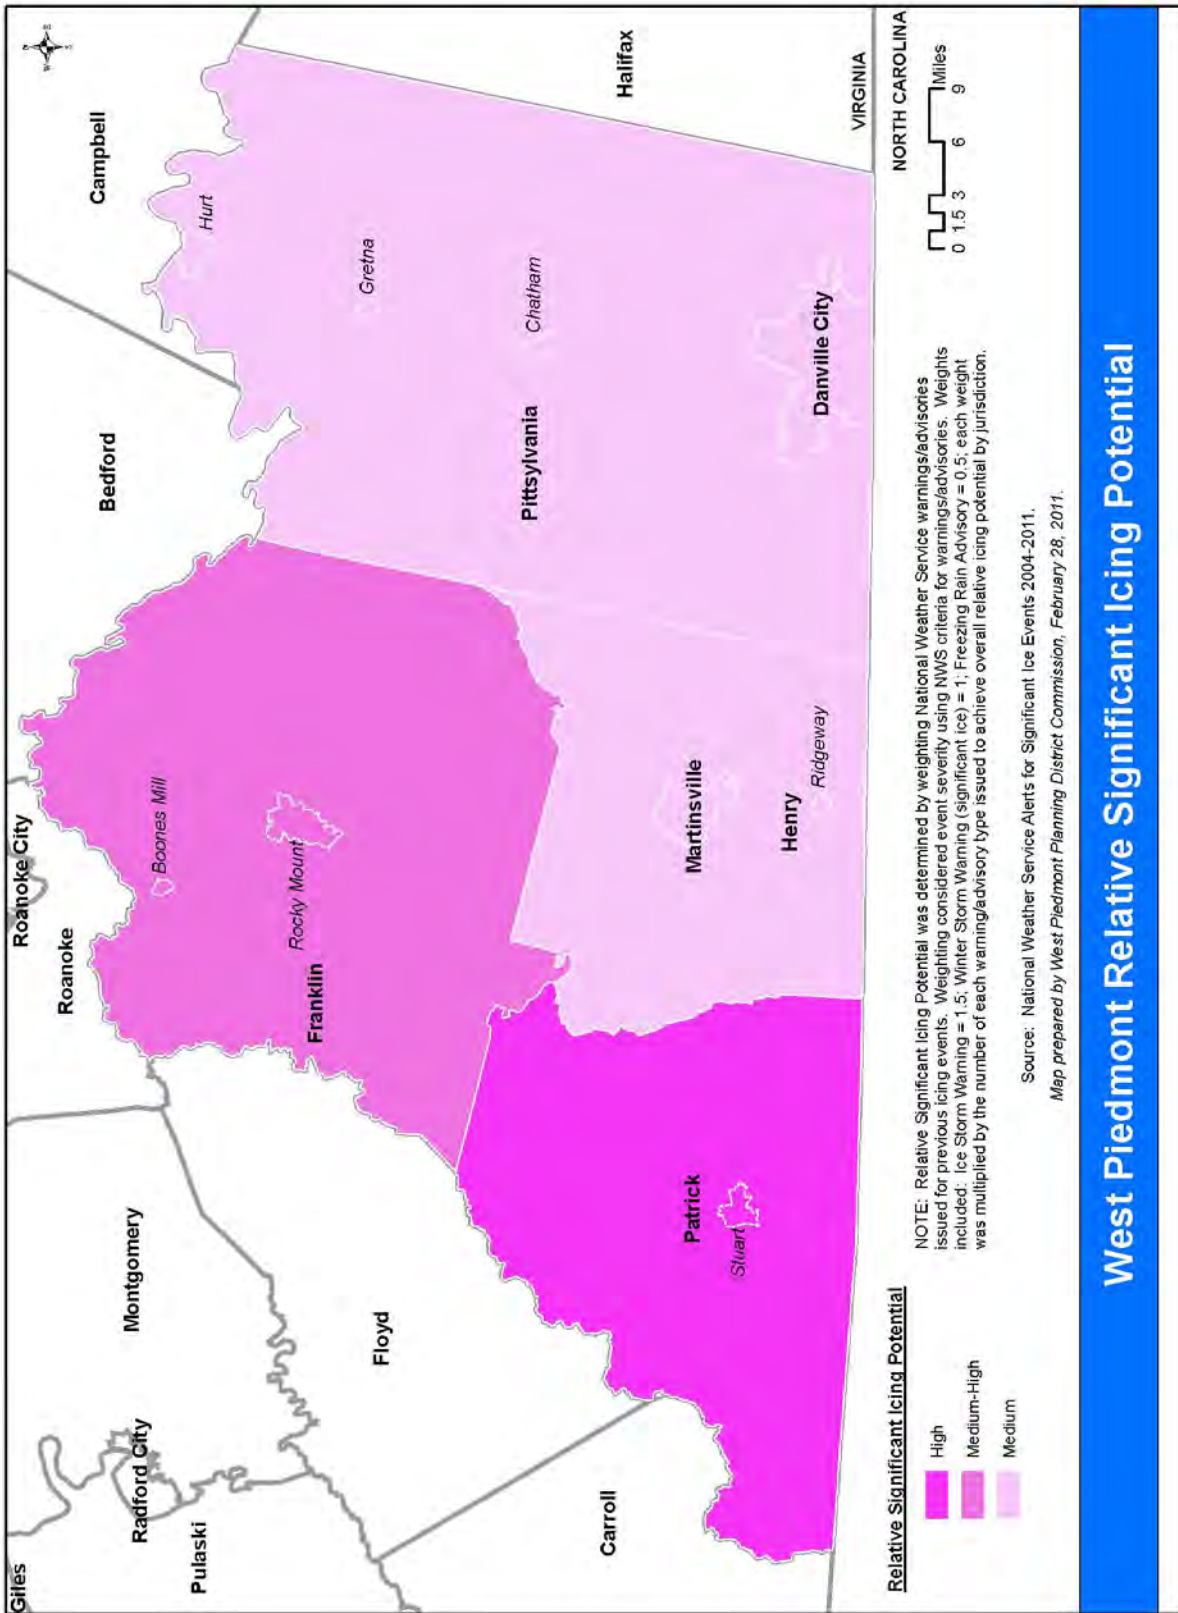 Giles
Radford City
Pulaski
Montgomery
Roanoke City
Roanoke
Boones Mill
Rocky Mount
Franklin
Bedford
Campbell
Hurt
Gretna
Chatham
Pittsylvania
Halifax
Floyd
Carroll
Patrick
Stuart
Martinsville
Henry
Ridgeway
Danville City
VIRGINIA
NORTH CAROLINA
0 1.5 3 6 9 Miles
Relative Significant Icing Potential
High
Medium-High
Medium
NOTE: Relative Significant Icing Potential was determined by weighting National Weather Service warnings/advisories
issued for previous icing events. Weighting considered event severity using NWS criteria for warnings/advisories. Weights
included: Ice Storm Warning = 1.5; Winter Storm Warning (significant ice) = 1; Freezing Rain Advisory = 0.5; each weight
was multiplied by the number of each warning/advisory type issued to achieve overall relative icing potential by jurisdiction.
Source: National Weather Service Alerts for Significant Ice Events 2004-2011.
Map prepared by West Piedmont Planning District Commission, February 28, 2011.
West Piedmont Relative Significant Icing Potential